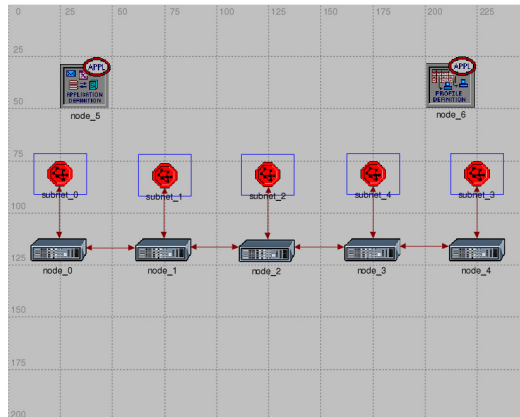 0 25 50 75 100 125 150 175 200 225
25
APPL
APPLICATION
DEFINITION
APPL
PROFILE
DEFINITION
50
node_5
node_6
75
subnet_0
subnet_1
subnet_2
subnet_4
subnet_3
100
node_0
node_1
node_2
node_3
node_4
125
150
175
200